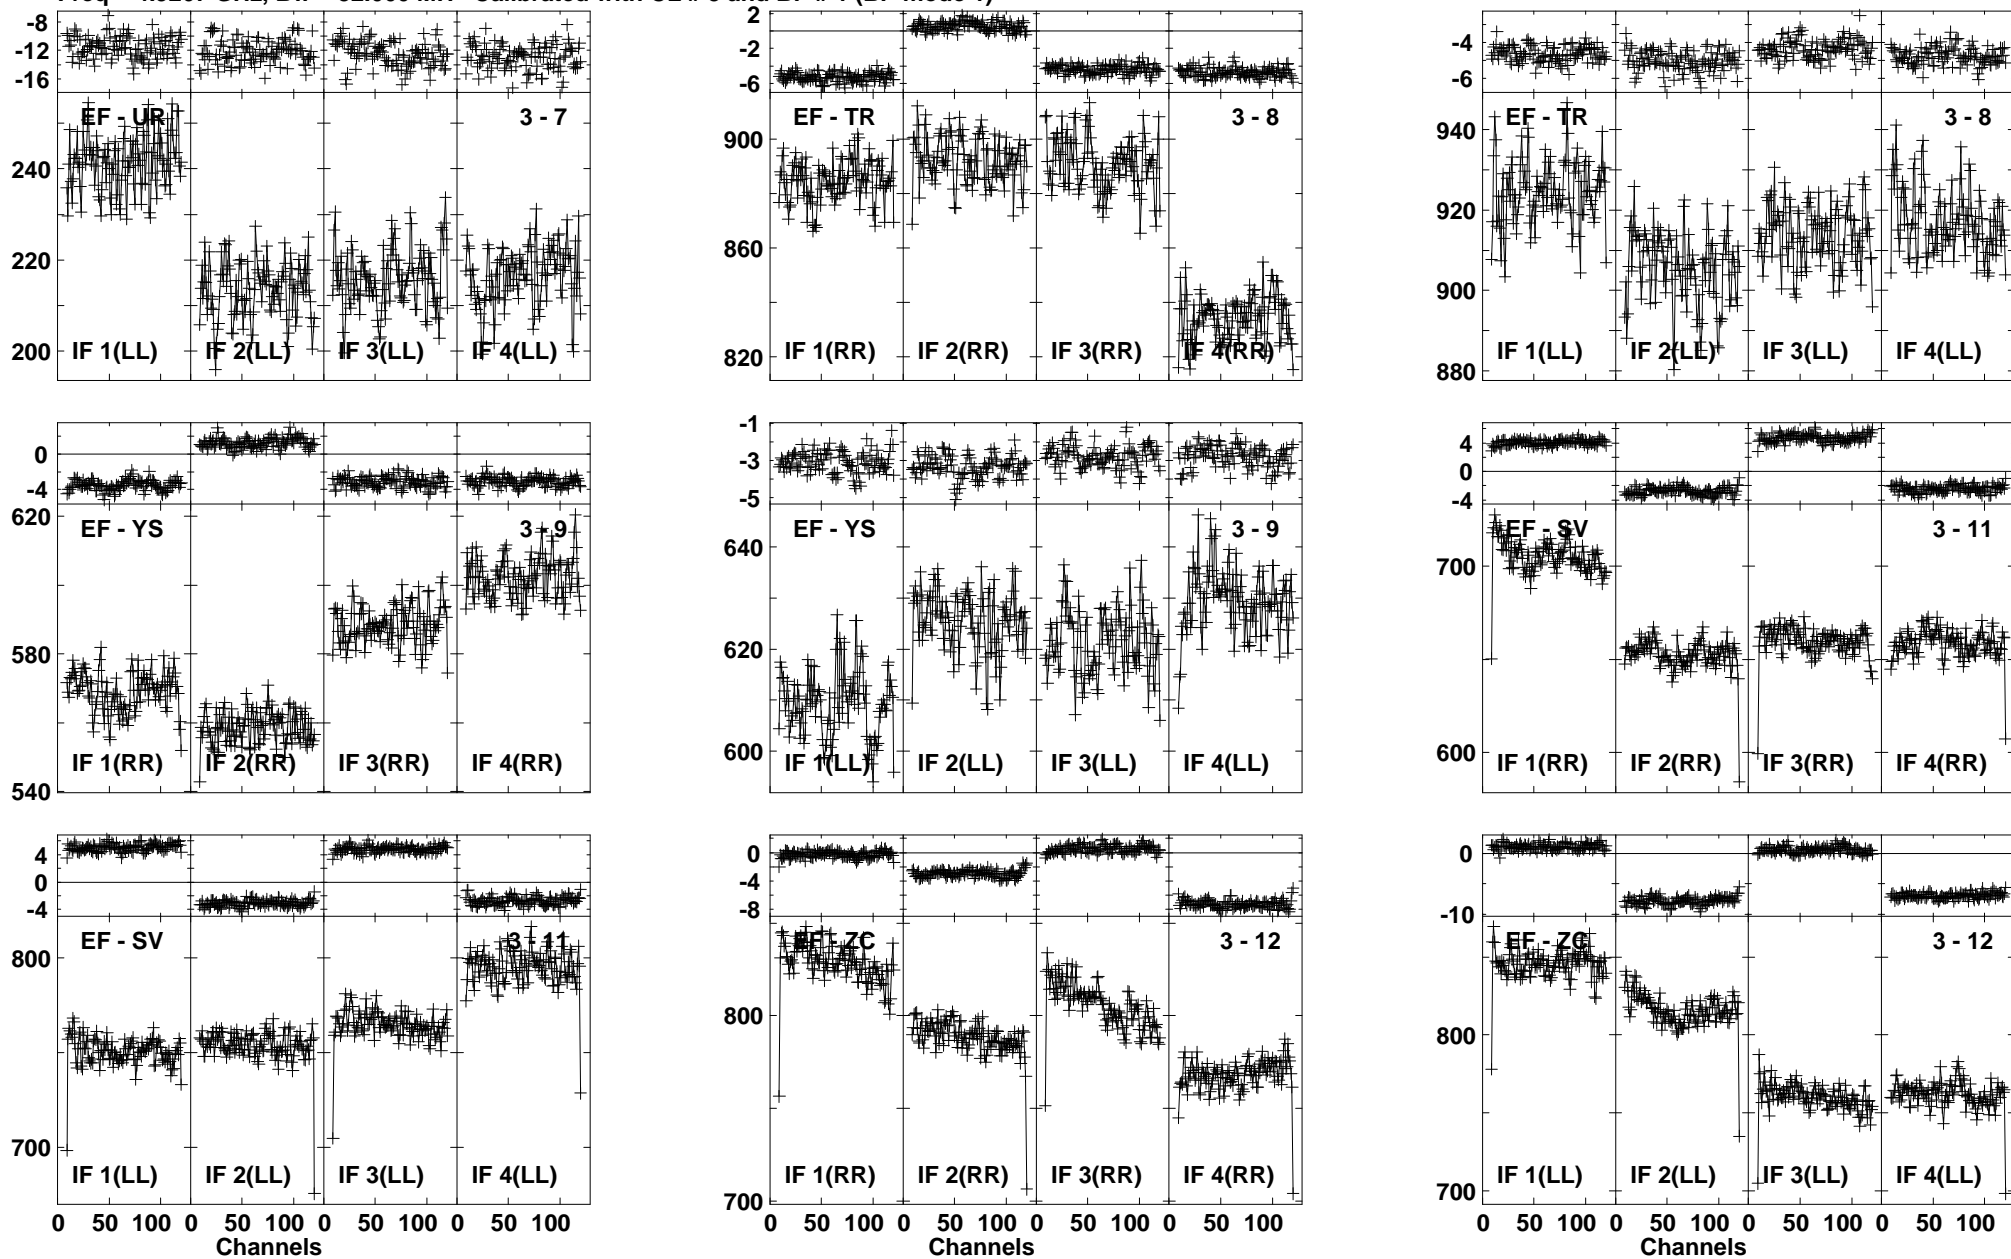 -8
-12
-16
EF - UR 3 - 7
240
220
200
IF 1(LL) IF 2(LL) IF 3(LL) IF 4(LL)
2
-2
-6
EF - TR 3 - 8
900
860
820
IF 1(RR) IF 2(RR) IF 3(RR) IF 4(RR)
-4
-6
EF - TR 3 - 8
940
920
900
880
IF 1(LL) IF 2(LL) IF 3(LL) IF 4(LL)
0
-4
620
EF - YS 3 - 9
580
540
IF 1(RR) IF 2(RR) IF 3(RR) IF 4(RR)
-1
-3
-5
EF - YS 3 - 9
640
620
600
IF 1(LL) IF 2(LL) IF 3(LL) IF 4(LL)
4
0
-4
EF - SV 3 - 11
700
600
IF 1(RR) IF 2(RR) IF 3(RR) IF 4(RR)
4
0
-4
EF - SV 3 - 11
800
700
IF 1(LL) IF 2(LL) IF 3(LL) IF 4(LL)
0 50 100 0 50 100 0 50 100 0 50 100
Channels
0
-4
-8
EF - ZC 3 - 12
800
700
IF 1(RR) IF 2(RR) IF 3(RR) IF 4(RR)
0 50 100 0 50 100 0 50 100 0 50 100
Channels
0
-10
EF - ZC 3 - 12
800
700
IF 1(LL) IF 2(LL) IF 3(LL) IF 4(LL)
0 50 100 0 50 100 0 50 100 0 50 100
Channels